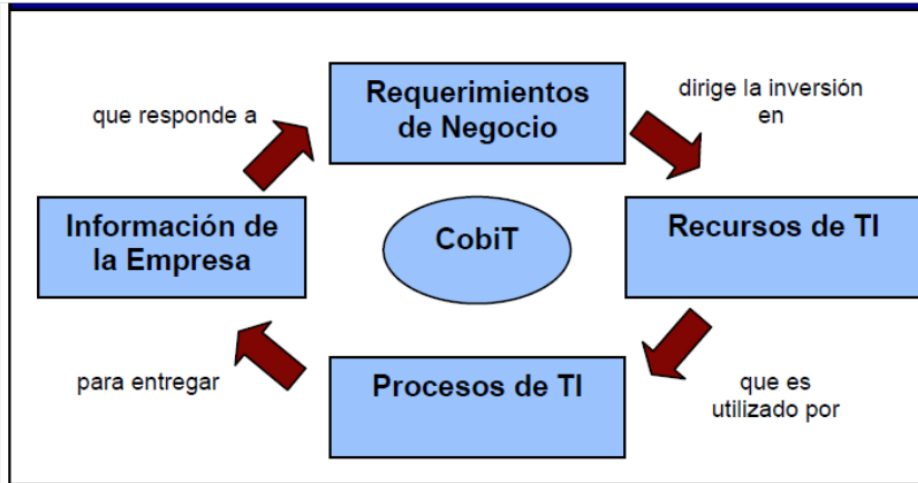 Requerimientos
de Negocio
dirige la inversión
en
Recursos de TI
que es
utilizado por
Procesos de TI
para entregar
Información de
la Empresa
que responde a
CobiT